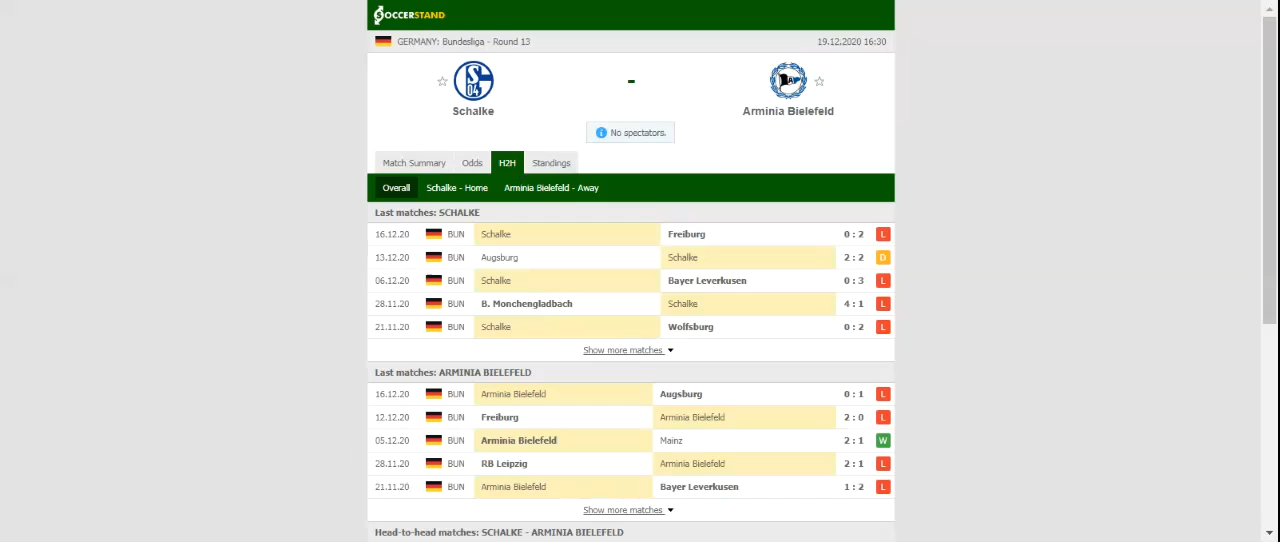 SOCCERSTAND
GERMANY: Bundesliga - Round 13 19.12.2020 16:30
-
Schalke Arminia Bielefeld
No spectators.
Match Summary Odds H2H Standings
Overall Schalke - Home Arminia Bielefeld - Away
Last matches: SCHALKE
16.12.20 BUN Schalke Freiburg 0 : 2 L
13.12.20 BUN Augsburg Schalke 2 : 2 D
06.12.20 BUN Schalke Bayer Leverkusen 0 : 3 L
28.11.20 BUN B. Monchengladbach Schalke 4 : 1 L
21.11.20 BUN Schalke Wolfsburg 0 : 2 L
Show more matches
Last matches: ARMINIA BIELEFELD
16.12.20 BUN Arminia Bielefeld Augsburg 0 : 1 L
12.12.20 BUN Freiburg Arminia Bielefeld 2 : 0 L
05.12.20 BUN Arminia Bielefeld Mainz 2 : 1 W
28.11.20 BUN RB Leipzig Arminia Bielefeld 2 : 1 L
21.11.20 BUN Arminia Bielefeld Bayer Leverkusen 1 : 2 L
Show more matches
Head-to-head matches: SCHALKE - ARMINIA BIELEFELD